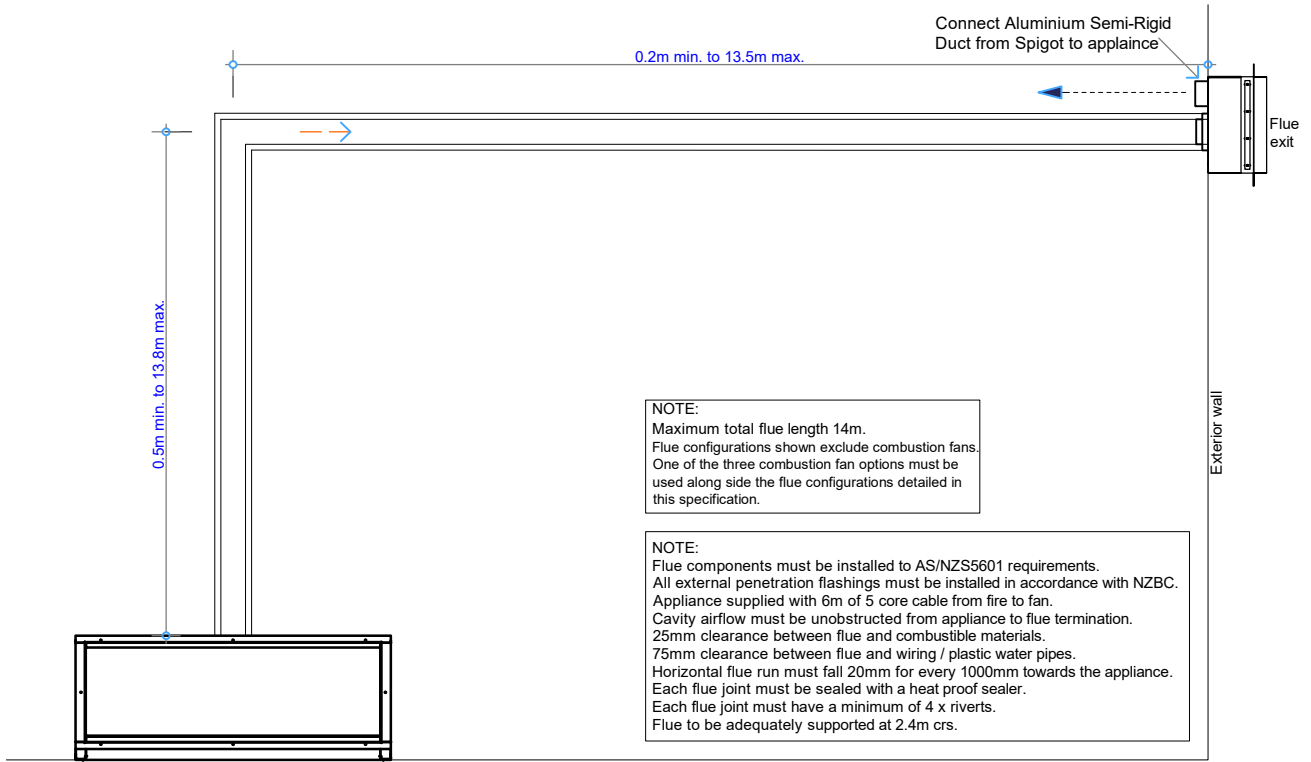 Connect Aluminium Semi-Rigid
Duct from Spigot to applaince
0.2m min. to 13.5m max.
Flue
exit
0.5m min. to 13.8m max.
Exterior wall
NOTE:
Maximum total flue length 14m.
Flue configurations shown exclude combustion fans.
One of the three combustion fan options must be
used along side the flue configurations detailed in
this specification.
NOTE:
Flue components must be installed to AS/NZS5601 requirements.
All external penetration flashings must be installed in accordance with NZBC.
Appliance supplied with 6m of 5 core cable from fire to fan.
Cavity airflow must be unobstructed from appliance to flue termination.
25mm clearance between flue and combustible materials.
75mm clearance between flue and wiring / plastic water pipes.
Horizontal flue run must fall 20mm for every 1000mm towards the appliance.
Each flue joint must be sealed with a heat proof sealer.
Each flue joint must have a minimum of 4 x riverts.
Flue to be adequately supported at 2.4m crs.